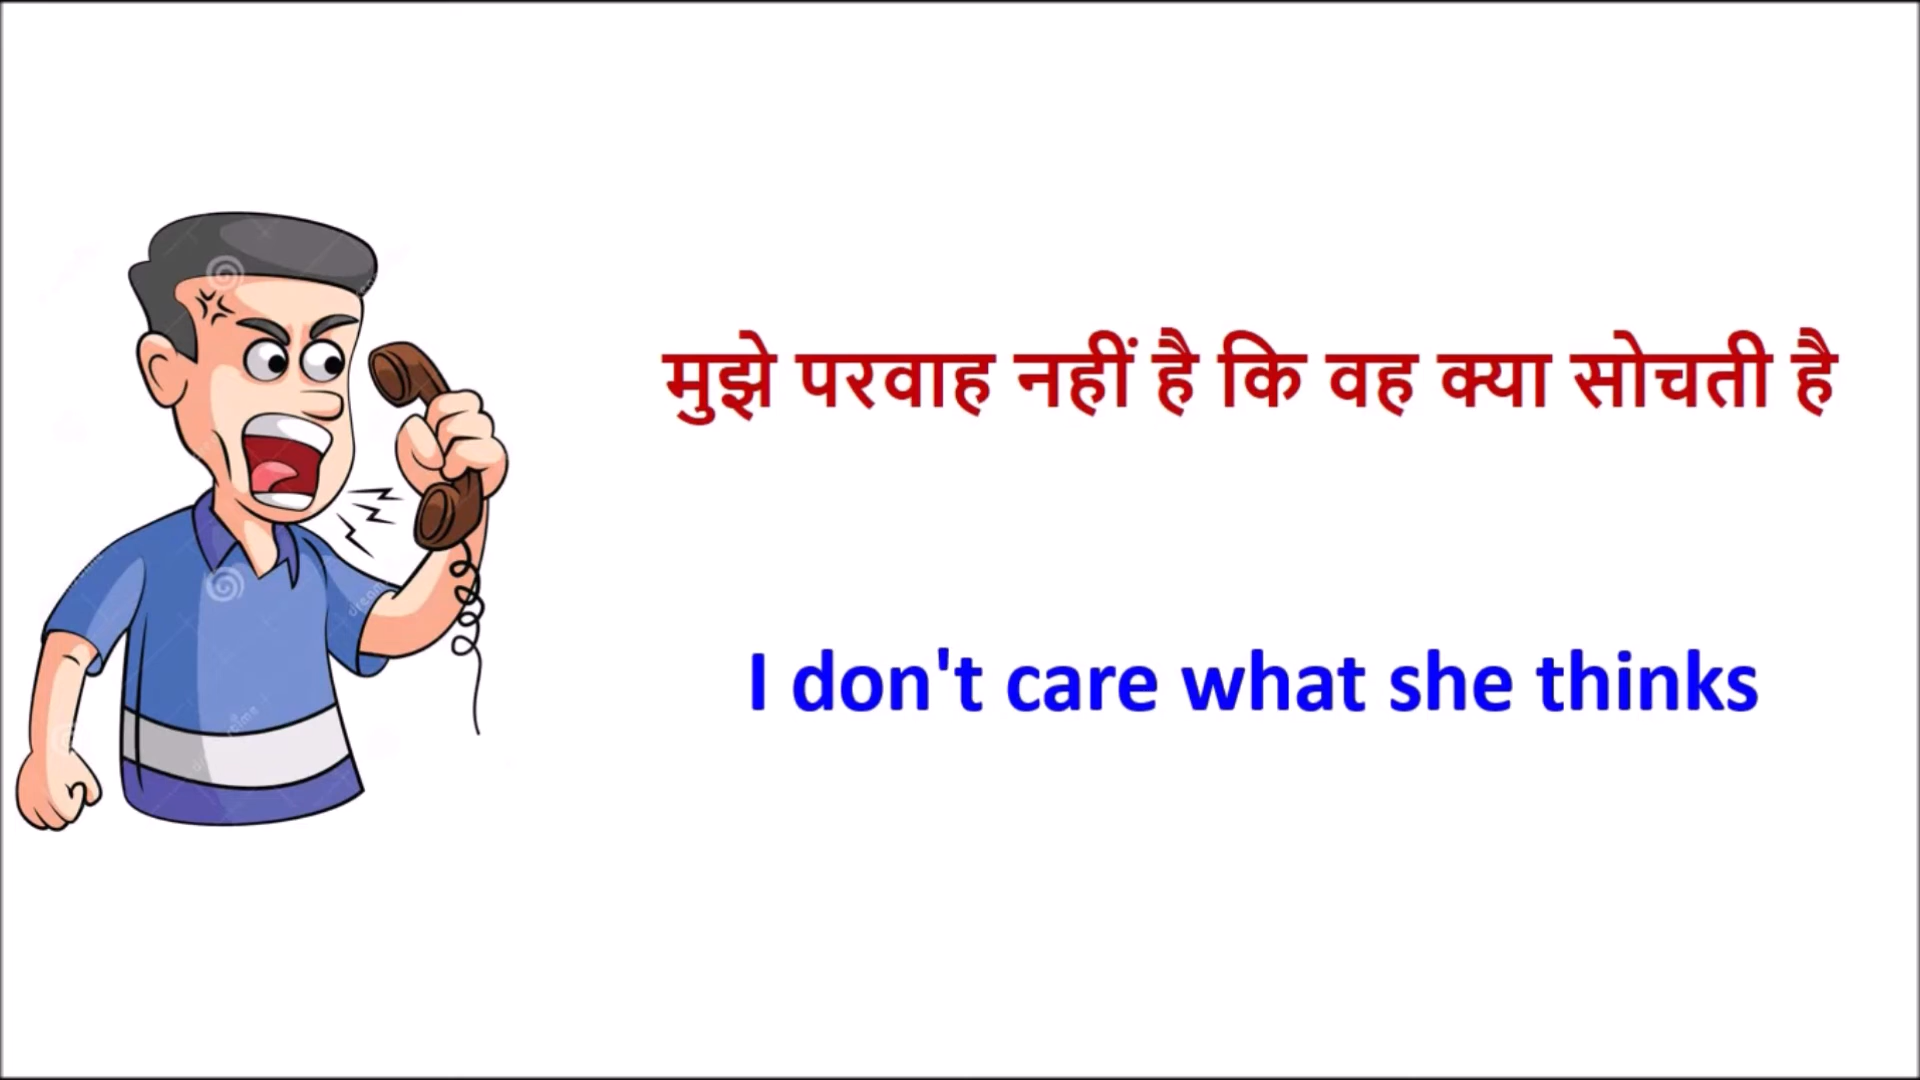 मुझे परवाह नहीं है कि वह क्या सोचती है
I don't care what she thinks